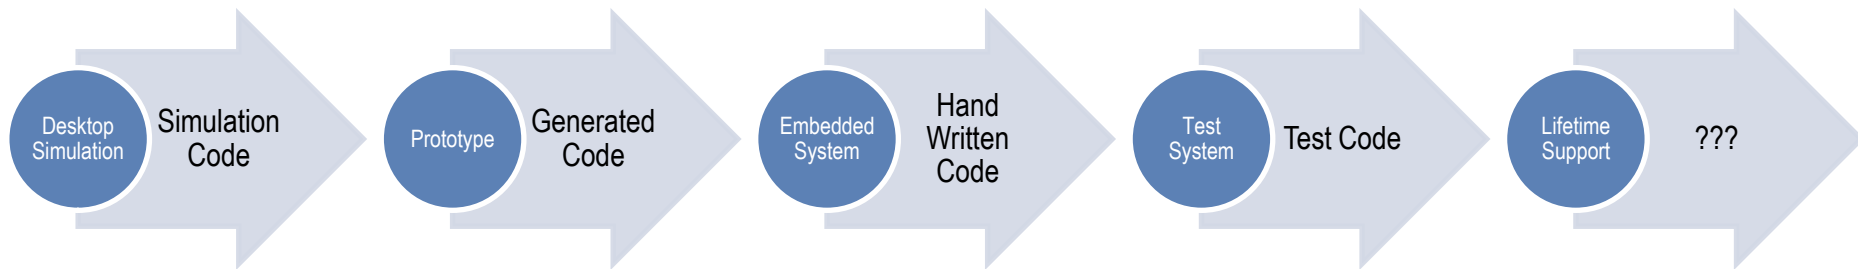 Desktop
Simulation
Simulation
Code
Prototype
Generated
Code
Embedded
System
Hand
Written
Code
Test
System
Test Code
Lifetime
Support
???